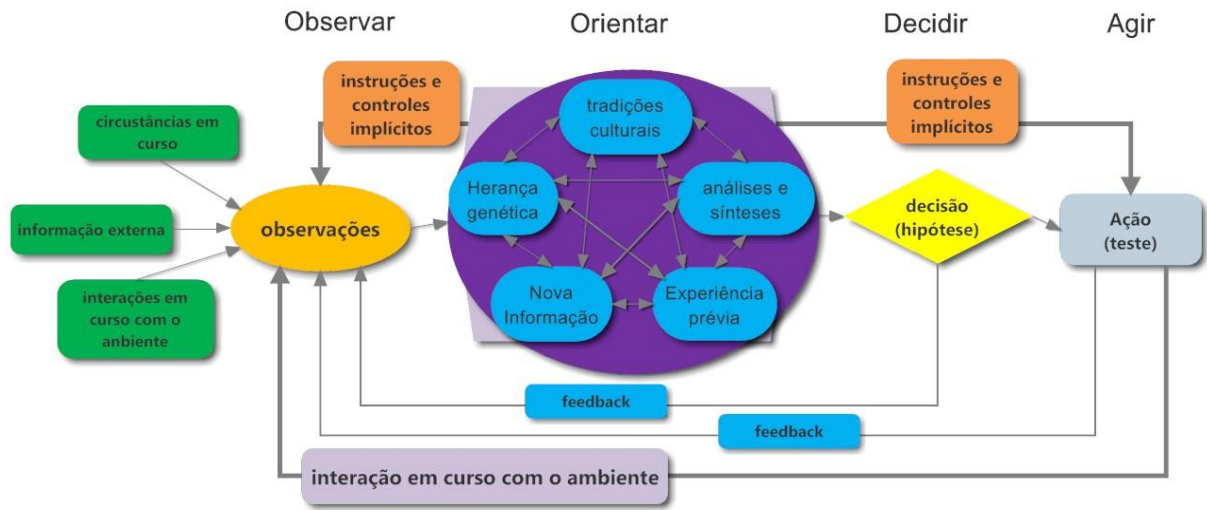 Observar
Orientar
Decidir
Agir
instruções e
controles
implícitos
tradições
culturais
instruções e
controles
implícitos
circustâncias em
curso
Herança
genética
análises e
sínteses
informação externa
observações
decisão
(hipótese)
Ação
(teste)
interações em
curso com o
anbiente
Nova
Informação
Experiência
prévia
feedback
feedback
interação em curso com o ambiente